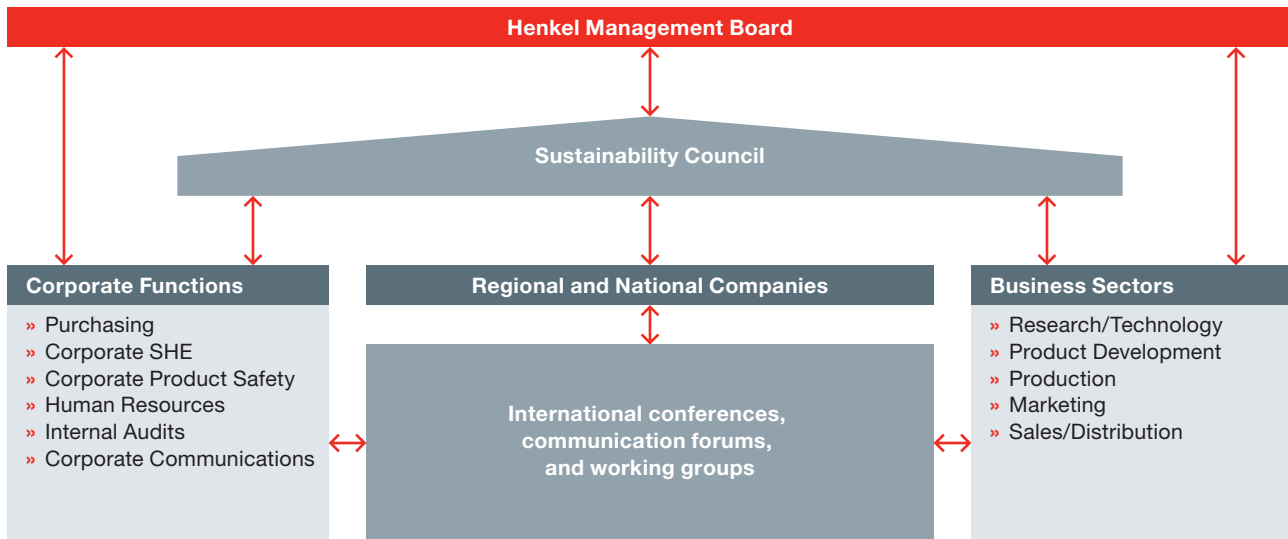 Henkel Management Board
Sustainability Council
Corporate Functions
» Purchasing
» Corporate SHE
» Corporate Product Safety
» Human Resources
» Internal Audits
» Corporate Communications
Regional and National Companies
International conferences,
communication forums,
and working groups
Business Sectors
» Research/Technology
» Product Development
» Production
» Marketing
» Sales/Distribution